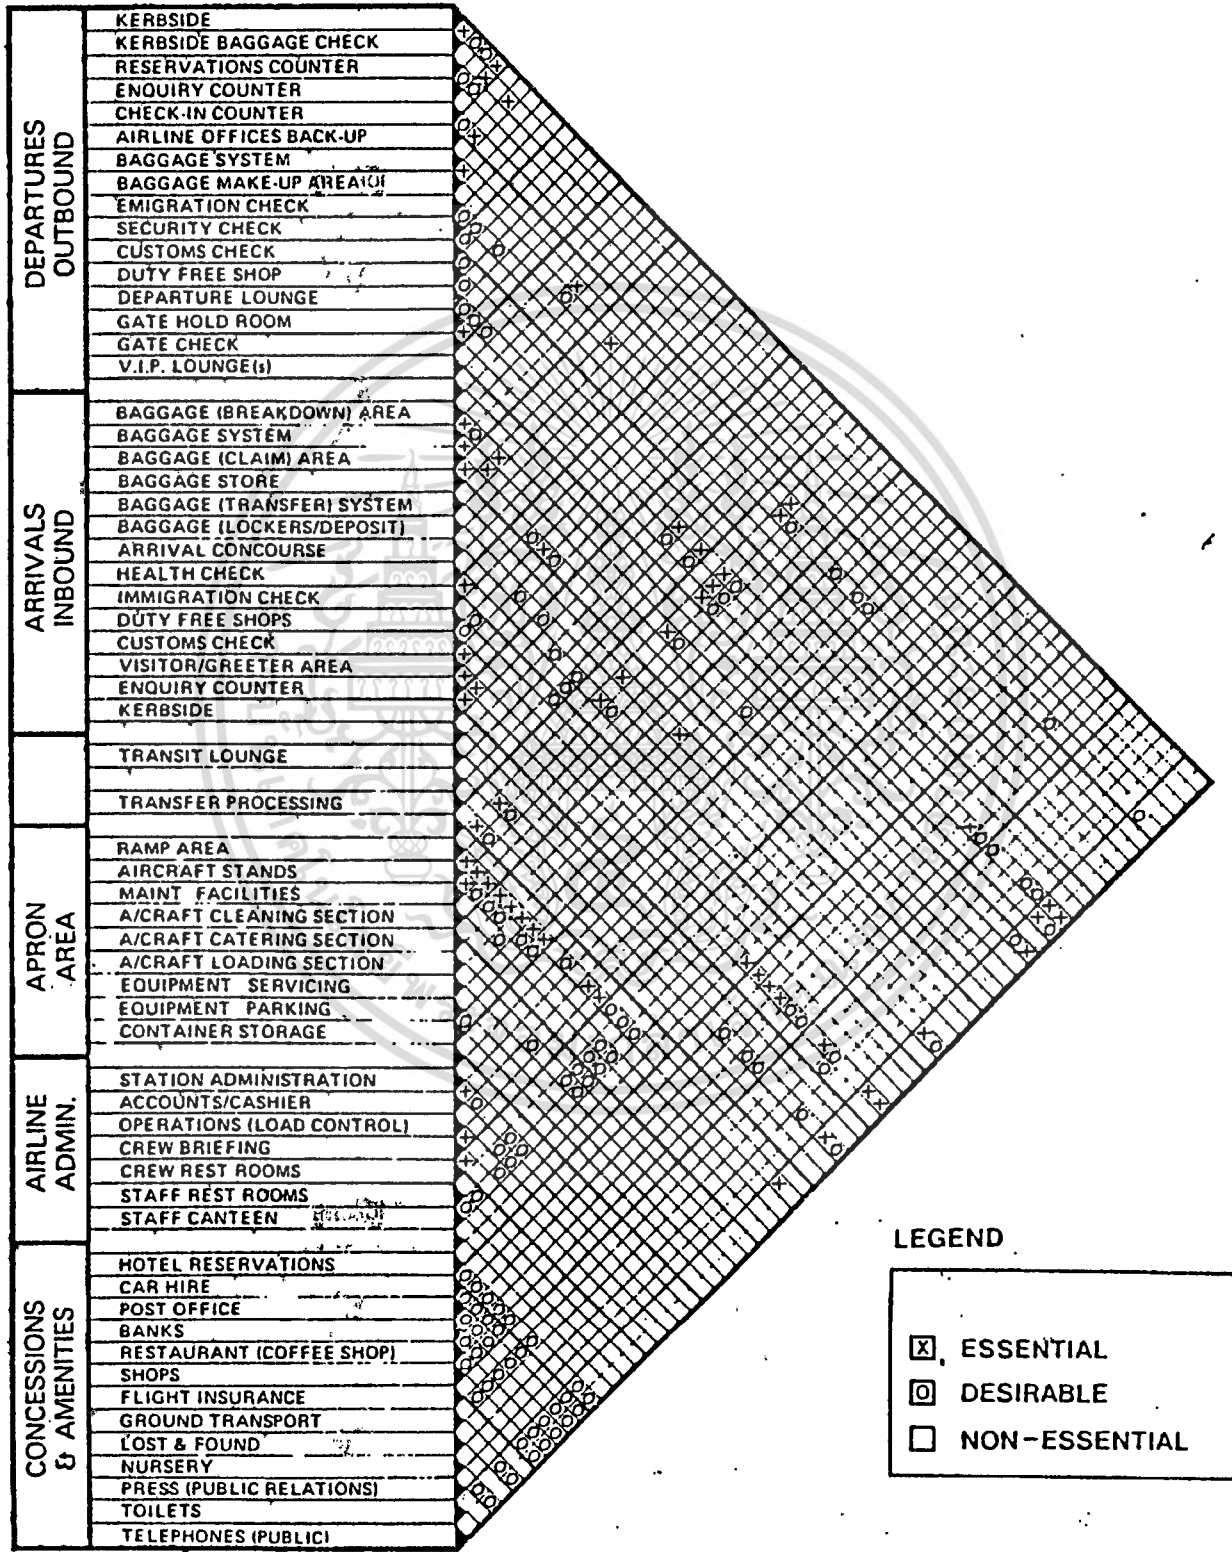 DEPARTURES
OUTBOUND
KERBSIDE
KERBSIDE BAGGAGE CHECK
RESERVATIONS COUNTER
ENQUIRY COUNTER
CHECK-IN COUNTER
AIRLINE OFFICES BACK-UP
BAGGAGE SYSTEM
BAGGAGE MAKE-UP AREA
EMIGRATION CHECK
SECURITY CHECK
CUSTOMS CHECK
DUTY FREE SHOP
DEPARTURE LOUNGE
GATE HOLD ROOM
GATE CHECK
V.I.P. LOUNGE(s)
ARRIVALS
INBOUND
BAGGAGE (BREAKDOWN) AREA
BAGGAGE SYSTEM
BAGGAGE (CLAIM) AREA
BAGGAGE STORE
BAGGAGE (TRANSFER) SYSTEM
BAGGAGE (LOCKERS/DEPOSIT)
ARRIVAL CONCOURSE
HEALTH CHECK
IMMIGRATION CHECK
DUTY FREE SHOPS
CUSTOMS CHECK
VISITOR/GREETER AREA
ENQUIRY COUNTER
KERBSIDE
TRANSIT LOUNGE
TRANSFER PROCESSING
APRON
AREA
RAMP AREA
AIRCRAFT STANDS
MAINT FACILITIES
A/CRAFT CLEANING SECTION
A/CRAFT CATERING SECTION
A/CRAFT LOADING SECTION
EQUIPMENT SERVICING
EQUIPMENT PARKING
CONTAINER STORAGE
AIRLINE
ADMIN.
STATION ADMINISTRATION
ACCOUNTS/CASHIER
OPERATIONS (LOAD CONTROL)
CREW BRIEFING
CREW REST ROOMS
STAFF REST ROOMS
STAFF CANTEEN
CONCESSIONS
& AMENITIES
HOTEL RESERVATIONS
CAR HIRE
POST OFFICE
BANKS
RESTAURANT (COFFEE SHOP)
SHOPS
FLIGHT INSURANCE
GROUND TRANSPORT
LOST & FOUND
NURSERY
PRESS (PUBLIC RELATIONS)
TOILETS
TELEPHONES (PUBLIC)
LEGEND
X ESSENTIAL
O DESIRABLE
NON-ESSENTIAL